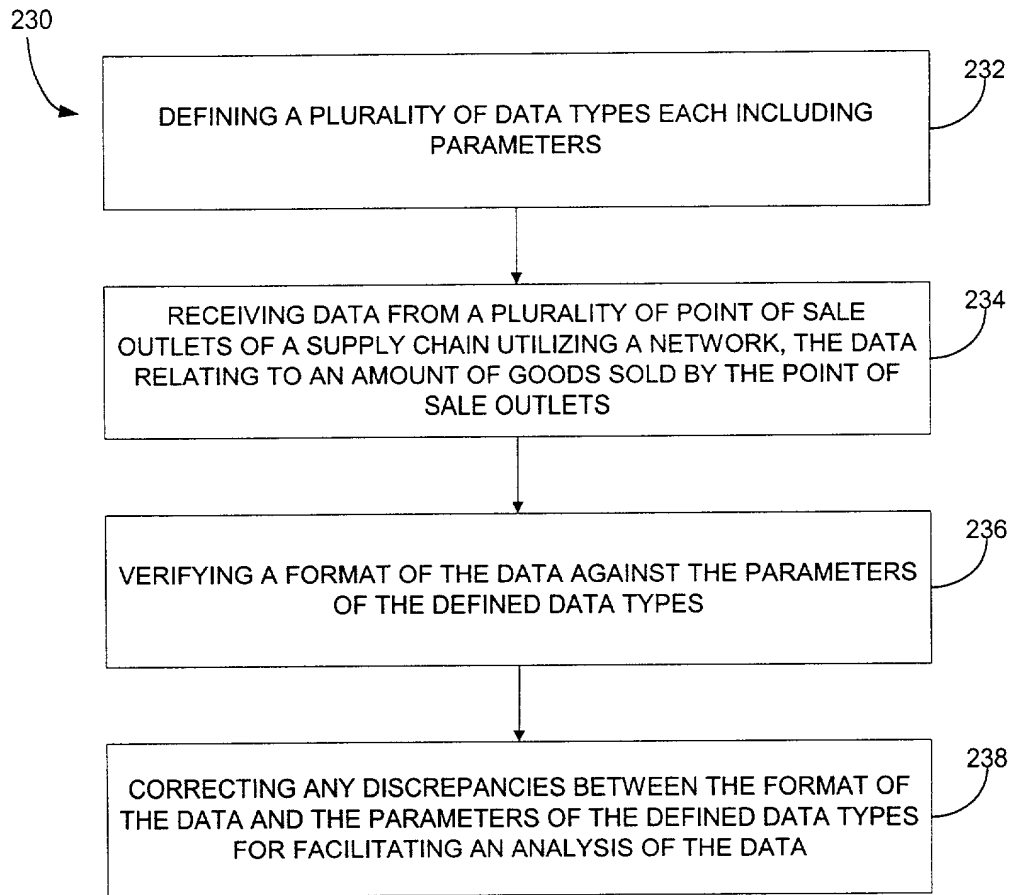 230
232
DEFINING A PLURALITY OF DATA TYPES EACH INCLUDING
PARAMETERS
234
RECEIVING DATA FROM A PLURALITY OF POINT OF SALE
OUTLETS OF A SUPPLY CHAIN UTILIZING A NETWORK, THE DATA
RELATING TO AN AMOUNT OF GOODS SOLD BY THE POINT OF
SALE OUTLETS
236
VERIFYING A FORMAT OF THE DATA AGAINST THE PARAMETERS
OF THE DEFINED DATA TYPES
238
CORRECTING ANY DISCREPANCIES BETWEEN THE FORMAT OF
THE DATA AND THE PARAMETERS OF THE DEFINED DATA TYPES
FOR FACILITATING AN ANALYSIS OF THE DATA